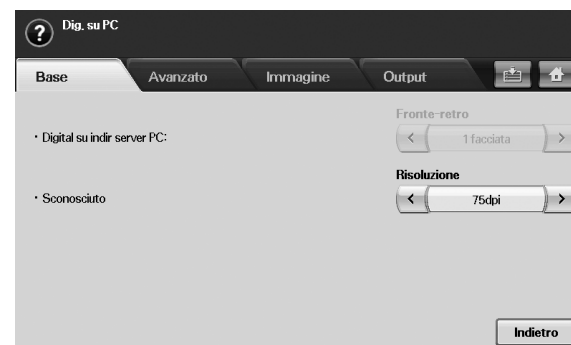 Dig. su PC
Base Avanzato Immagine Output
Fronte-retro
· Digital su indir server PC: 1 facciata
Risoluzione
· Sconosciuto 75dpi
Indietro